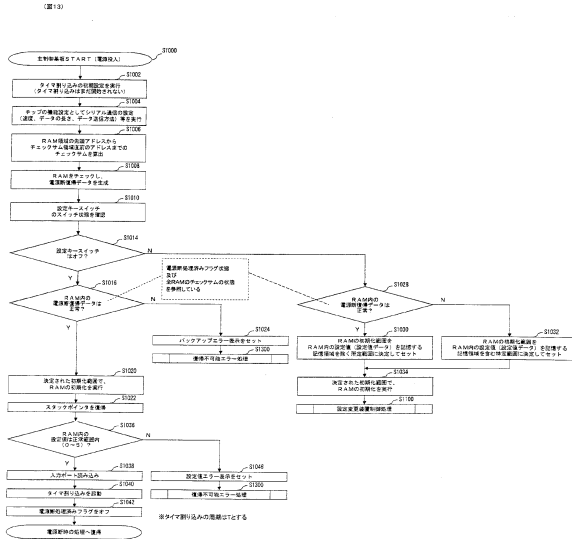 (図13)
主制御基板START(電源投入)
S1000
S1002
タイマ割り込みの初期設定を実行
(タイマ割り込みはまだ開始されない)
S1004
チップの機能設定としてシリアル通信の設定
(速度、データの長さ、データ送信方法)等を実行
S1006
RAM領域の先頭アドレスから
チェックサム領域直前のアドレスまでの
チェックサムを算出
S1008
RAMをチェックし、
電源断復帰データを生成
S1010
設定キースイッチ
のスイッチ状態を確認
S1014
設定キースイッチ
はオフ?
N
Y
電源断処理済みフラグ状態
及び
全RAMのチェックサムの状態
を参照している
S1016
RAM内の
電源断復帰データは
正常?
N
Y
S1028
RAM内の
電源断復帰データは
正常?
N
Y
S1024
バックアップエラー表示をセット
S1300
復帰不可能エラー処理
S1030
RAMの初期化範囲を
RAM内の設定値(設定値データ)を記憶する
記憶領域を除く限定範囲に決定してセット
S1032
RAMの初期化範囲を
RAM内の設定値(設定値データ)を記憶する
記憶領域を含む特定範囲に決定してセット
S1020
決定された初期化範囲で、
RAMの初期化を実行
S1034
決定された初期化範囲で、
RAMの初期化を実行
S1022
スタックポインタを復帰
S1100
設定変更装置制御処理
S1036
RAM内の
設定値は正常範囲内
(0~5)?
N
Y
S1038
入力ポート読み込み
S1046
設定値エラー表示をセット
S1040
タイマ割り込みを起動
S1300
復帰不可能エラー処理
S1042
電源断処理済みフラグをオフ
電源断時の処理へ復帰
※タイマ割り込みの周期はTとする